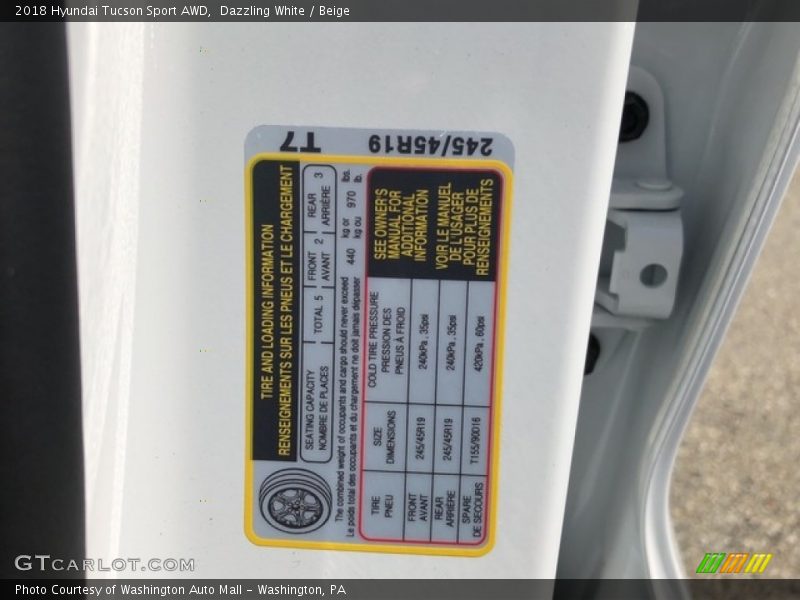 2018 Hyundai Tucson Sport AWD,  Dazzling White / Beige
T7 245/45R19
TIRE AND LOADING INFORMATION
RENSEIGNEMENTS SUR LES PNEUS ET LE CHARGEMENT
SEATING CAPACITY
NOMBRE DE PLACES
TOTAL 5
FRONT
AVANT
2
REAR
ARRIÈRE
3
The combined weight of occupants and cargo should never exceed
Le poids total des occupants et du chargement ne doit jamais dépasser
440
kg or
kg ou
970
lbs.
lb.
TIRE
PNEU
SIZE
DIMENSIONS
COLD TIRE PRESSURE
PRESSION DES
PNEUS À FROID
FRONT
AVANT
245/45R19
240kPa, 35psi
REAR
ARRIÈRE
245/45R19
240kPa, 35psi
SPARE
DE SECOURS
T155/90D16
420kPa, 60psi
SEE OWNER'S
MANUAL FOR
ADDITIONAL
INFORMATION
VOIR LE MANUEL
DE L'USAGER
POUR PLUS DE
RENSEIGNEMENTS
GTCARLOT.COM
Photo Courtesy of Washington Auto Mall – Washington, PA